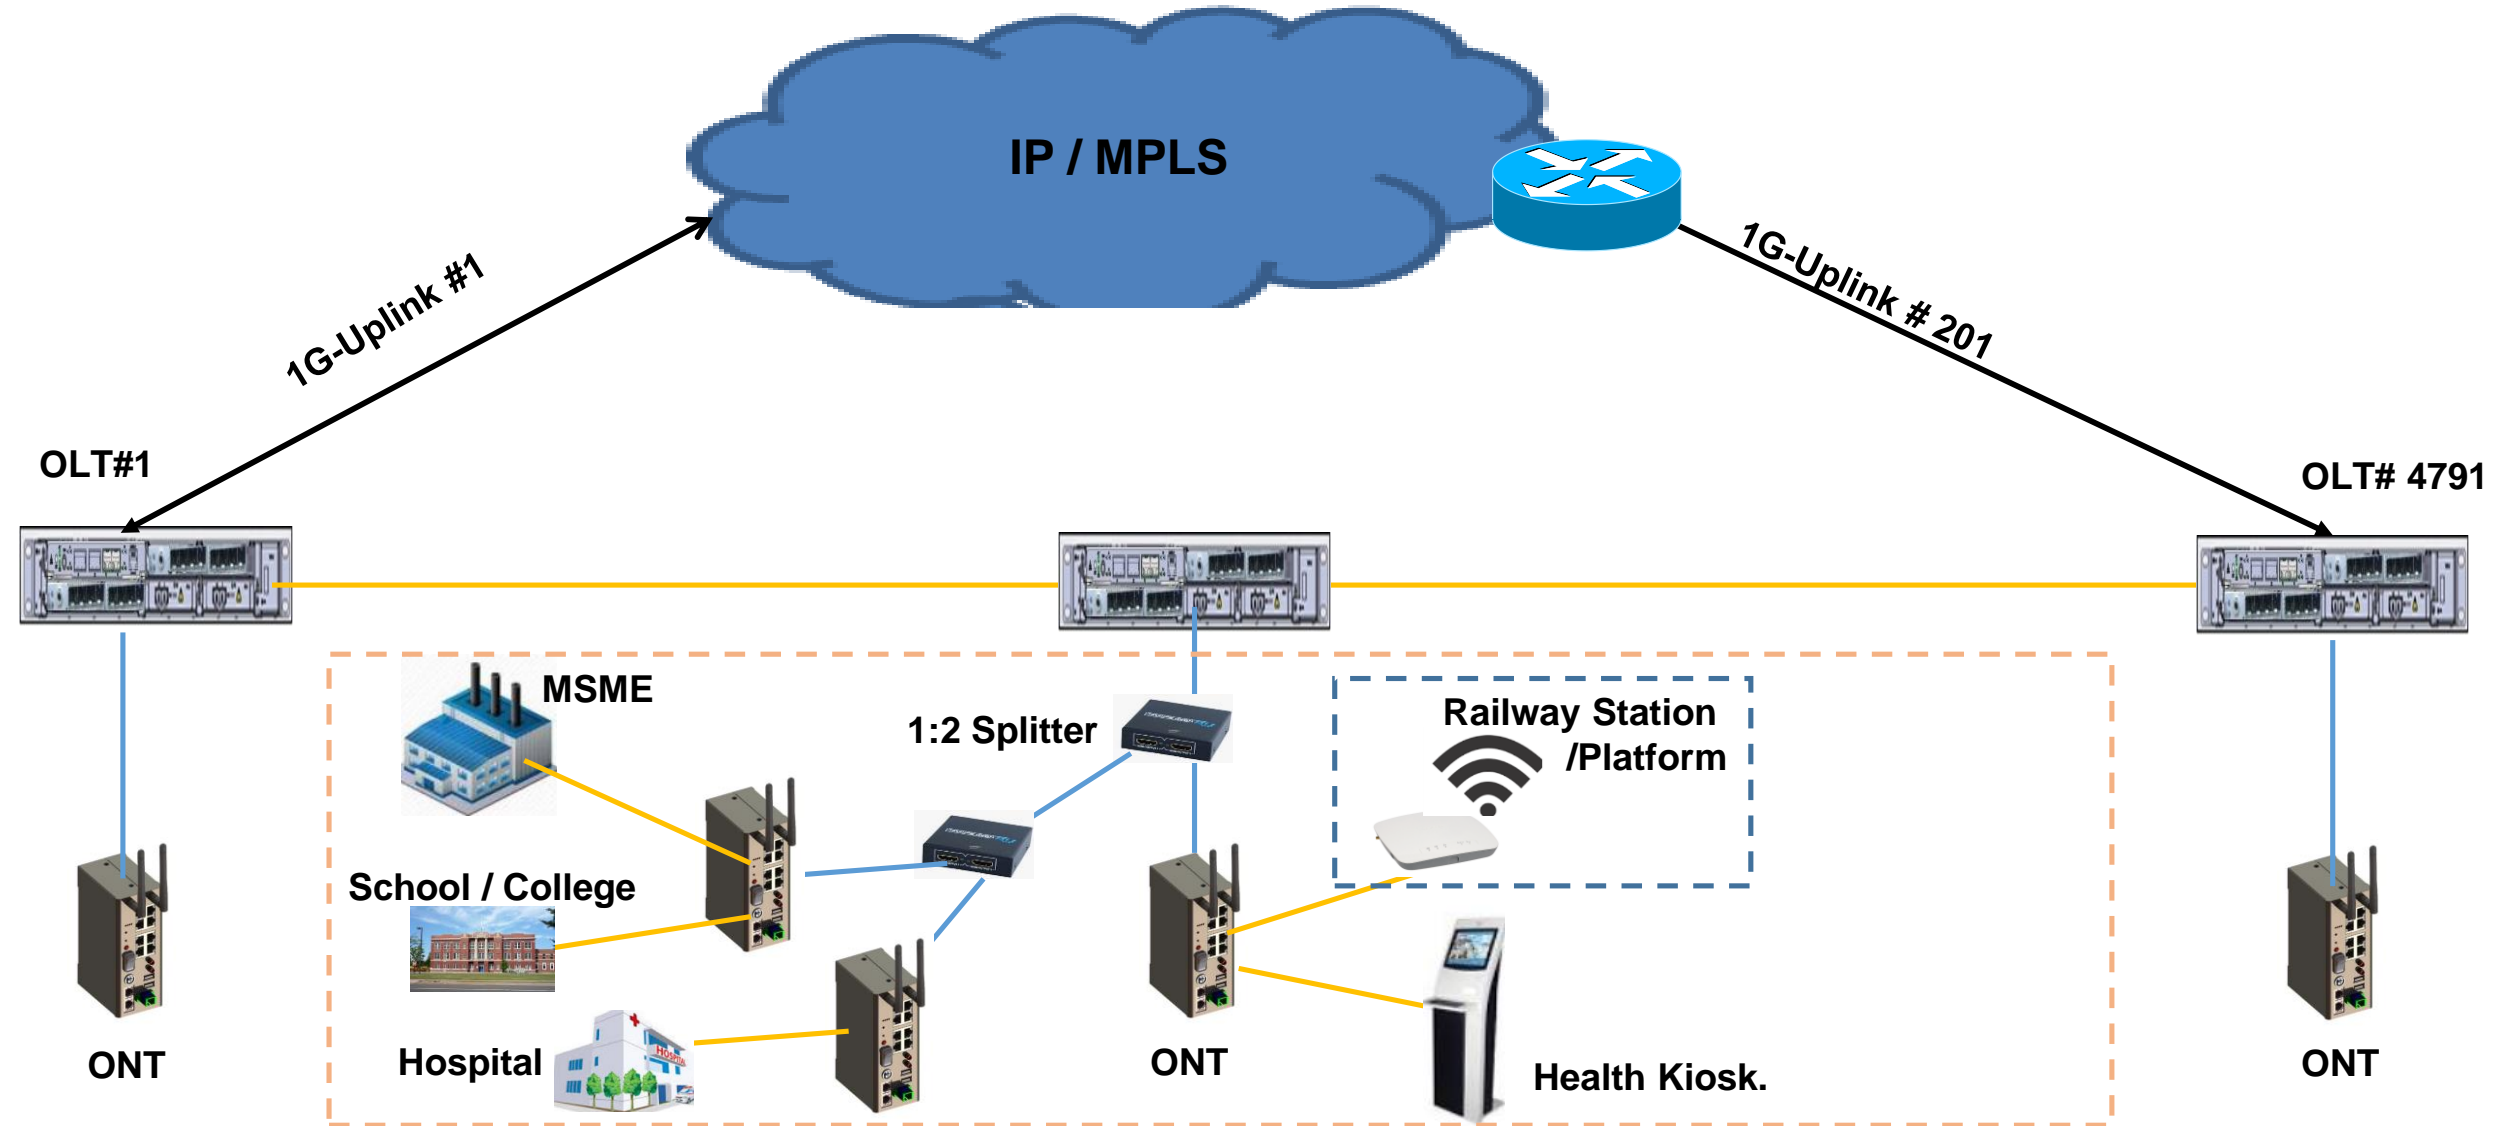 IP / MPLS
1G-Uplink #1
1G-Uplink # 201
OLT#1
OLT# 4791
MSME
1:2 Splitter
Railway Station
/Platform
School / College
Hospital
HOSPITAL
ONT
ONT
Health Kiosk.
ONT